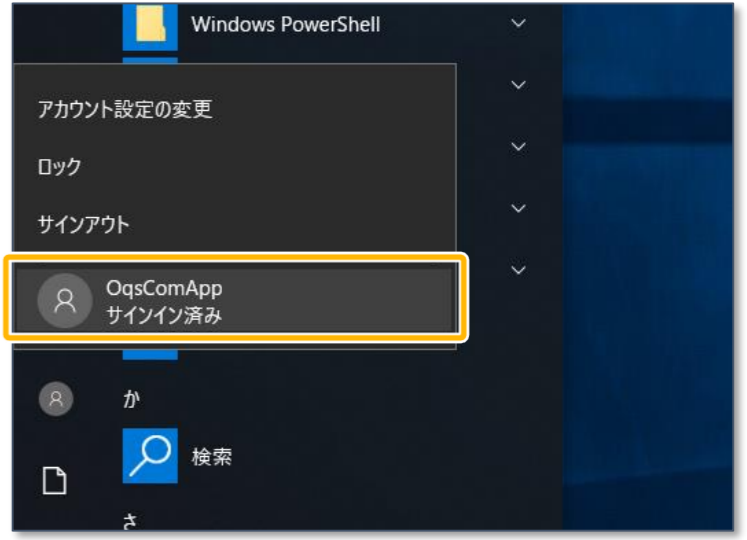 Windows PowerShell
アカウント設定の変更
ロック
サインアウト
OqsComApp
サインイン済み
か
検索
さ